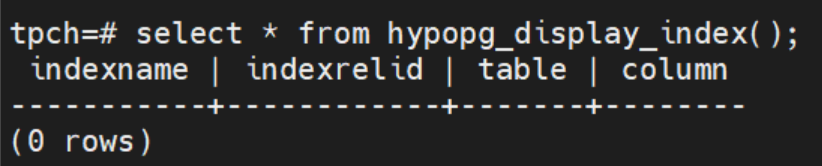 tpch=# select * from hypopg_display_index();
 indexname | indexrelid | table | column
-----------+------------+-------+--------
(0 rows)